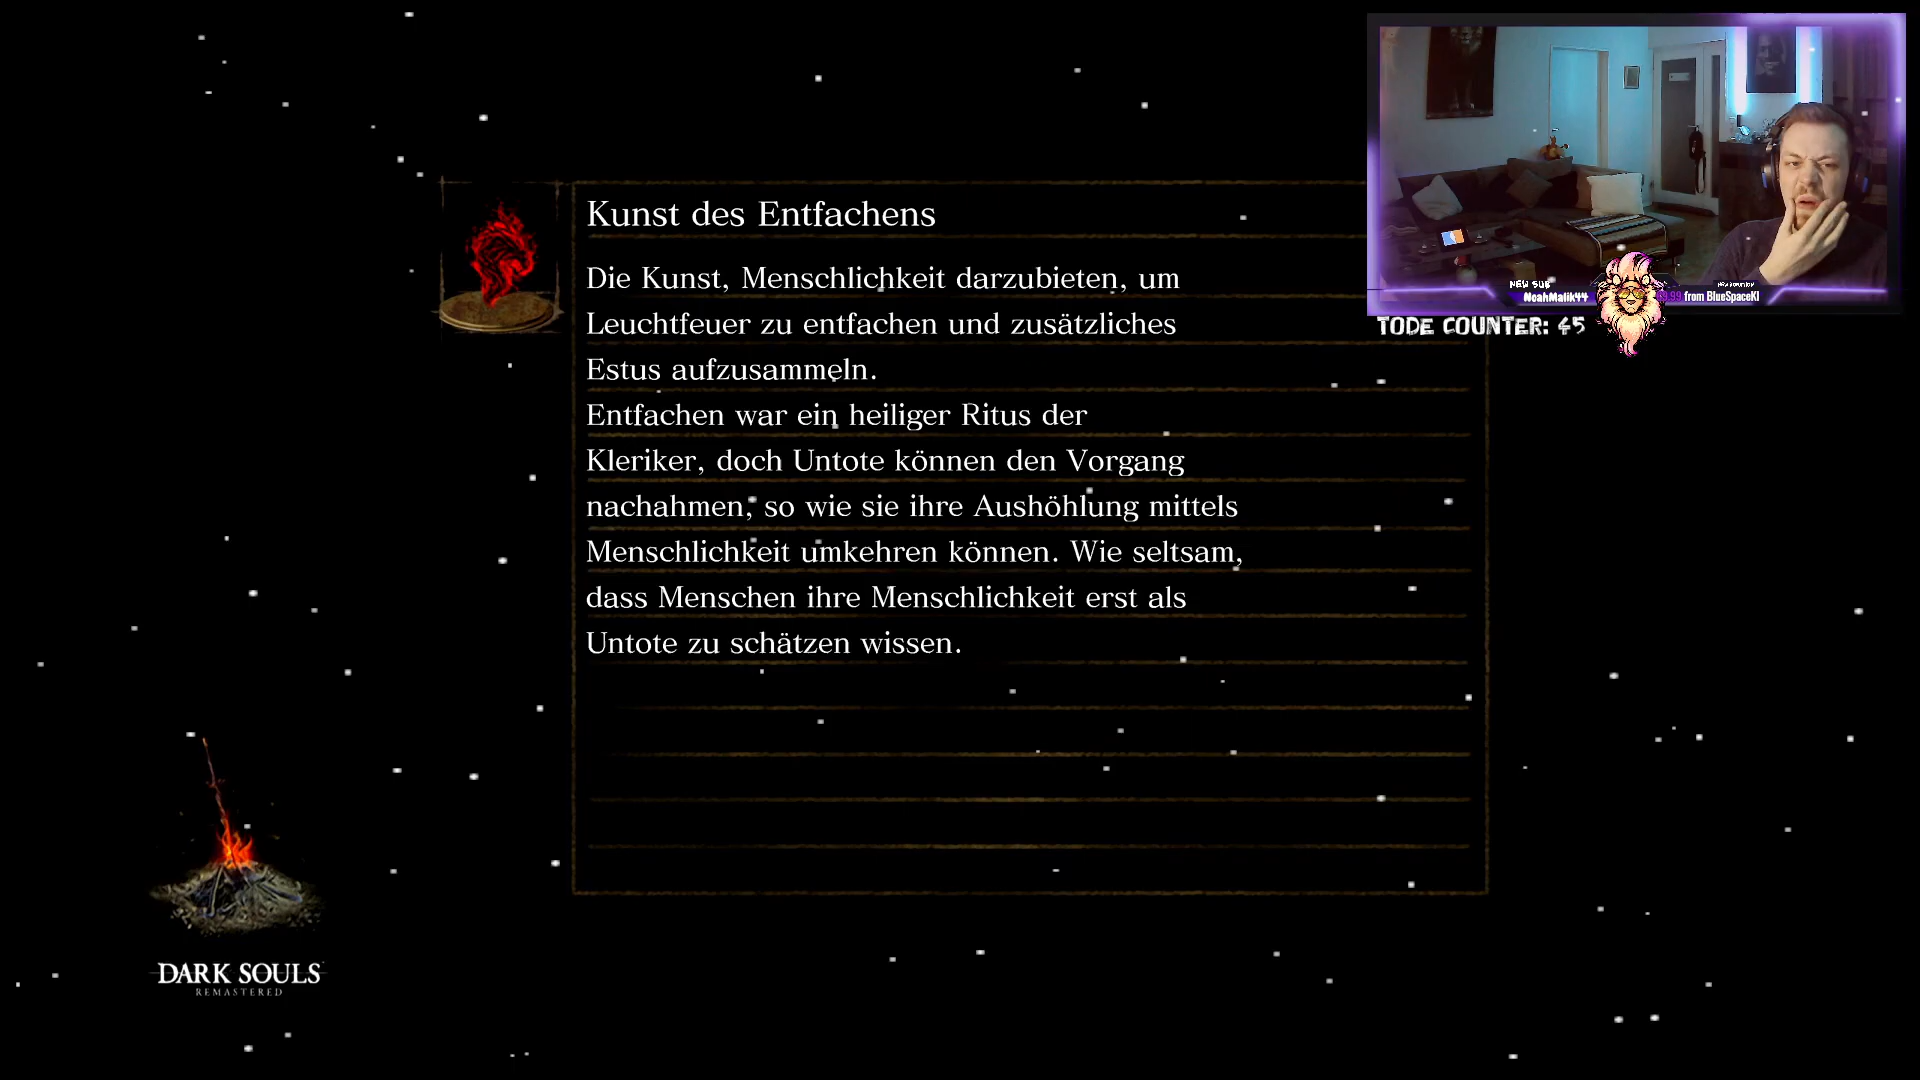 Kunst des Entfachens
Die Kunst, Menschlichkeit darzubieten, um
Leuchtfeuer zu entfachen und zusätzliches
Estus aufzusammeln.
Entfachen war ein heiliger Ritus der
Kleriker, doch Untote können den Vorgang
nachahmen, so wie sie ihre Aushöhlung mittels
Menschlichkeit umkehren können. Wie seltsam,
dass Menschen ihre Menschlichkeit erst als
Untote zu schätzen wissen.
NEW SUB
NoahMalik44
from BlueSpaceKI
TODE COUNTER: 45
DARK SOULS
REMASTERED